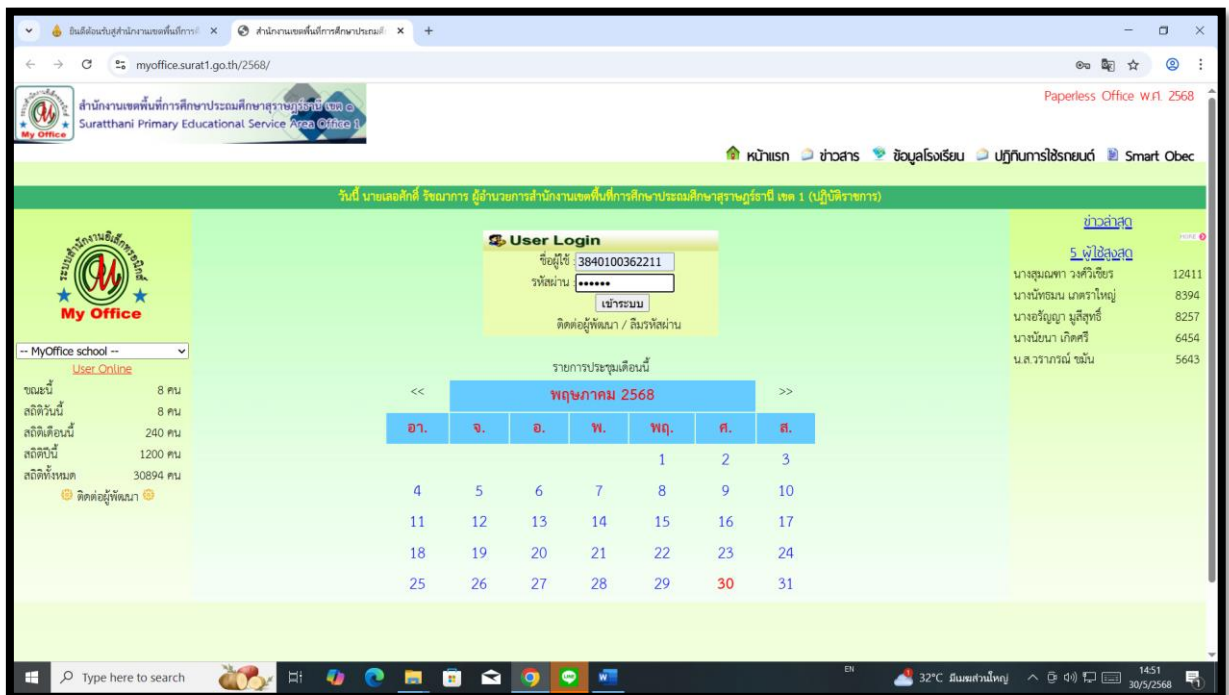 ยินดีต้อนรับสู่สำนักงานเขตพื้นที่การศึ
สำนักงานเขตพื้นที่การศึกษาประถมศึ
myoffice.surat1.go.th/2568/
สำนักงานเขตพื้นที่การศึกษาประถมศึกษาสุราษฎร์ธานี เขต ๑
Suratthani Primary Educational Service Area Office 1
My Office
Paperless Office พ.ศ. 2568
หน้าแรก ข่าวสาร ข้อมูลโรงเรียน ปฏิทินการใช้รถยนต์ Smart Obec
วันนี้ นายเลอศักดิ์ รัชณาการ ผู้อำนวยการสำนักงานเขตพื้นที่การศึกษาประถมศึกษาสุราษฎร์ธานี เขต 1 (ปฏิบัติราชการ)
ระบบสำนักงานอิเล็กทรอนิกส์
My Office
-- MyOffice school --
User Online
ขณะนี้ 8 คน
สถิติวันนี้ 8 คน
สถิติเดือนนี้ 240 คน
สถิติปีนี้ 1200 คน
สถิติทั้งหมด 30894 คน
ติดต่อผู้พัฒนา
User Login
ชื่อผู้ใช้ : 3840100362211
รหัสผ่าน : ••••••
เข้าระบบ
ติดต่อผู้พัฒนา / ลืมรหัสผ่าน
รายการประชุมเดือนนี้
<< พฤษภาคม 2568 >>
อา. จ. อ. พ. พฤ. ศ. ส.
1 2 3
4 5 6 7 8 9 10
11 12 13 14 15 16 17
18 19 20 21 22 23 24
25 26 27 28 29 30 31
ข่าวล่าสุด
MORE
5 ผู้ใช้สูงสุด
นางสุมณฑา วงศ์วิเชียร 12411
นางนัทธมน เภตราใหญ่ 8394
นางอรัญญา มูลีสุทธิ์ 8257
นางนัยนา เกิดศรี 6454
น.ส.วราภรณ์ ขมัน 5643
Type here to search
EN
32°C มีเมฆส่วนใหญ่
14:51
30/5/2568